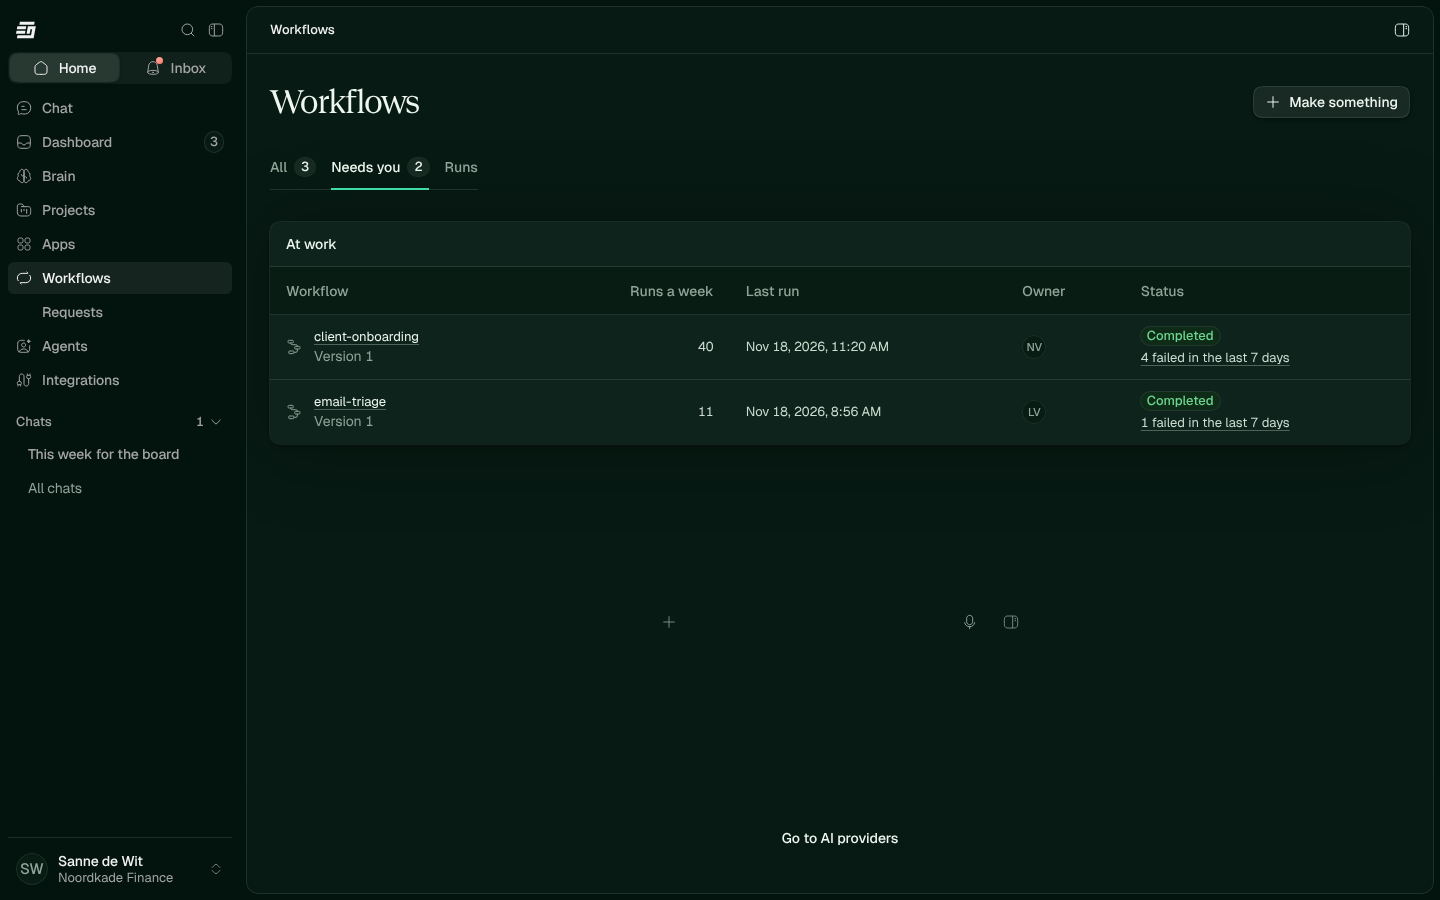 Workflows
Home
Inbox
Chat
Dashboard 3
Brain
Projects
Apps
Workflows
Requests
Agents
Integrations
Chats 1
This week for the board
All chats
SW
Sanne de Wit
Noordkade Finance
Workflows
Make something
All 3 Needs you 2 Runs
At work
Workflow Runs a week Last run Owner Status
client-onboarding
Version 1
40 Nov 18, 2026, 11:20 AM NV
Completed
4 failed in the last 7 days
email-triage
Version 1
11 Nov 18, 2026, 8:56 AM LV
Completed
1 failed in the last 7 days
Go to AI providers